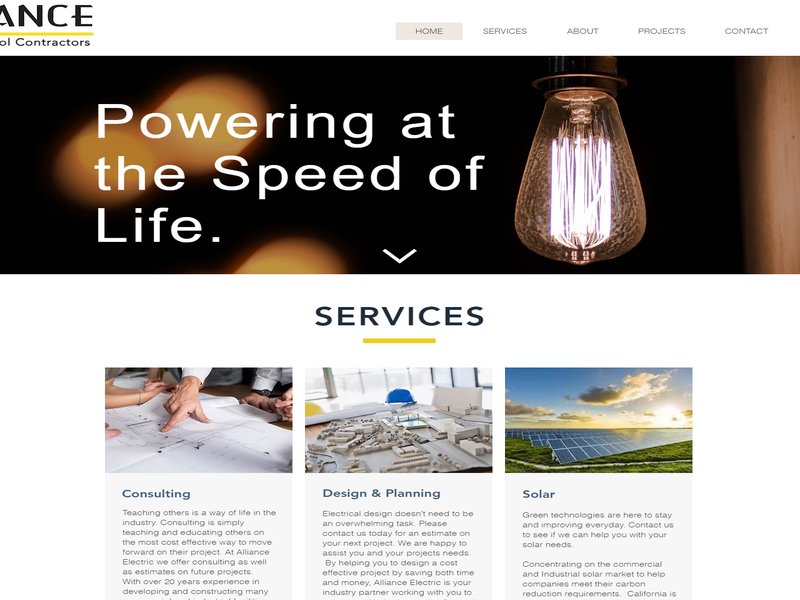 ANCE
ol Contractors
HOME
SERVICES
ABOUT
PROJECTS
CONTACT
Powering at
the Speed of
Life.
SERVICES
Consulting
Teaching others is a way of life in the
industry. Consulting is simply
teaching and educating others on
the most cost effective way to move
forward on their project. At Alliance
Electric we offer consulting as well
as estimates on future projects.
With over 20 years experience in
developing and constructing many
Design & Planning
Electrical design doesn't need to be
an overwhelming task. Please
contact us today for an estimate on
your next project. We are happy to
assist you and your projects needs.
By helping you to design a cost
effective project by saving both time
and money, Alliance Electric is your
industry partner working with you to
Solar
Green technologies are here to stay
and improving everyday. Contact us
to see if we can help you with your
solar needs.
Concentrating on the commercial
and Industrial solar market to help
companies meet their carbon
reduction requirements. California is